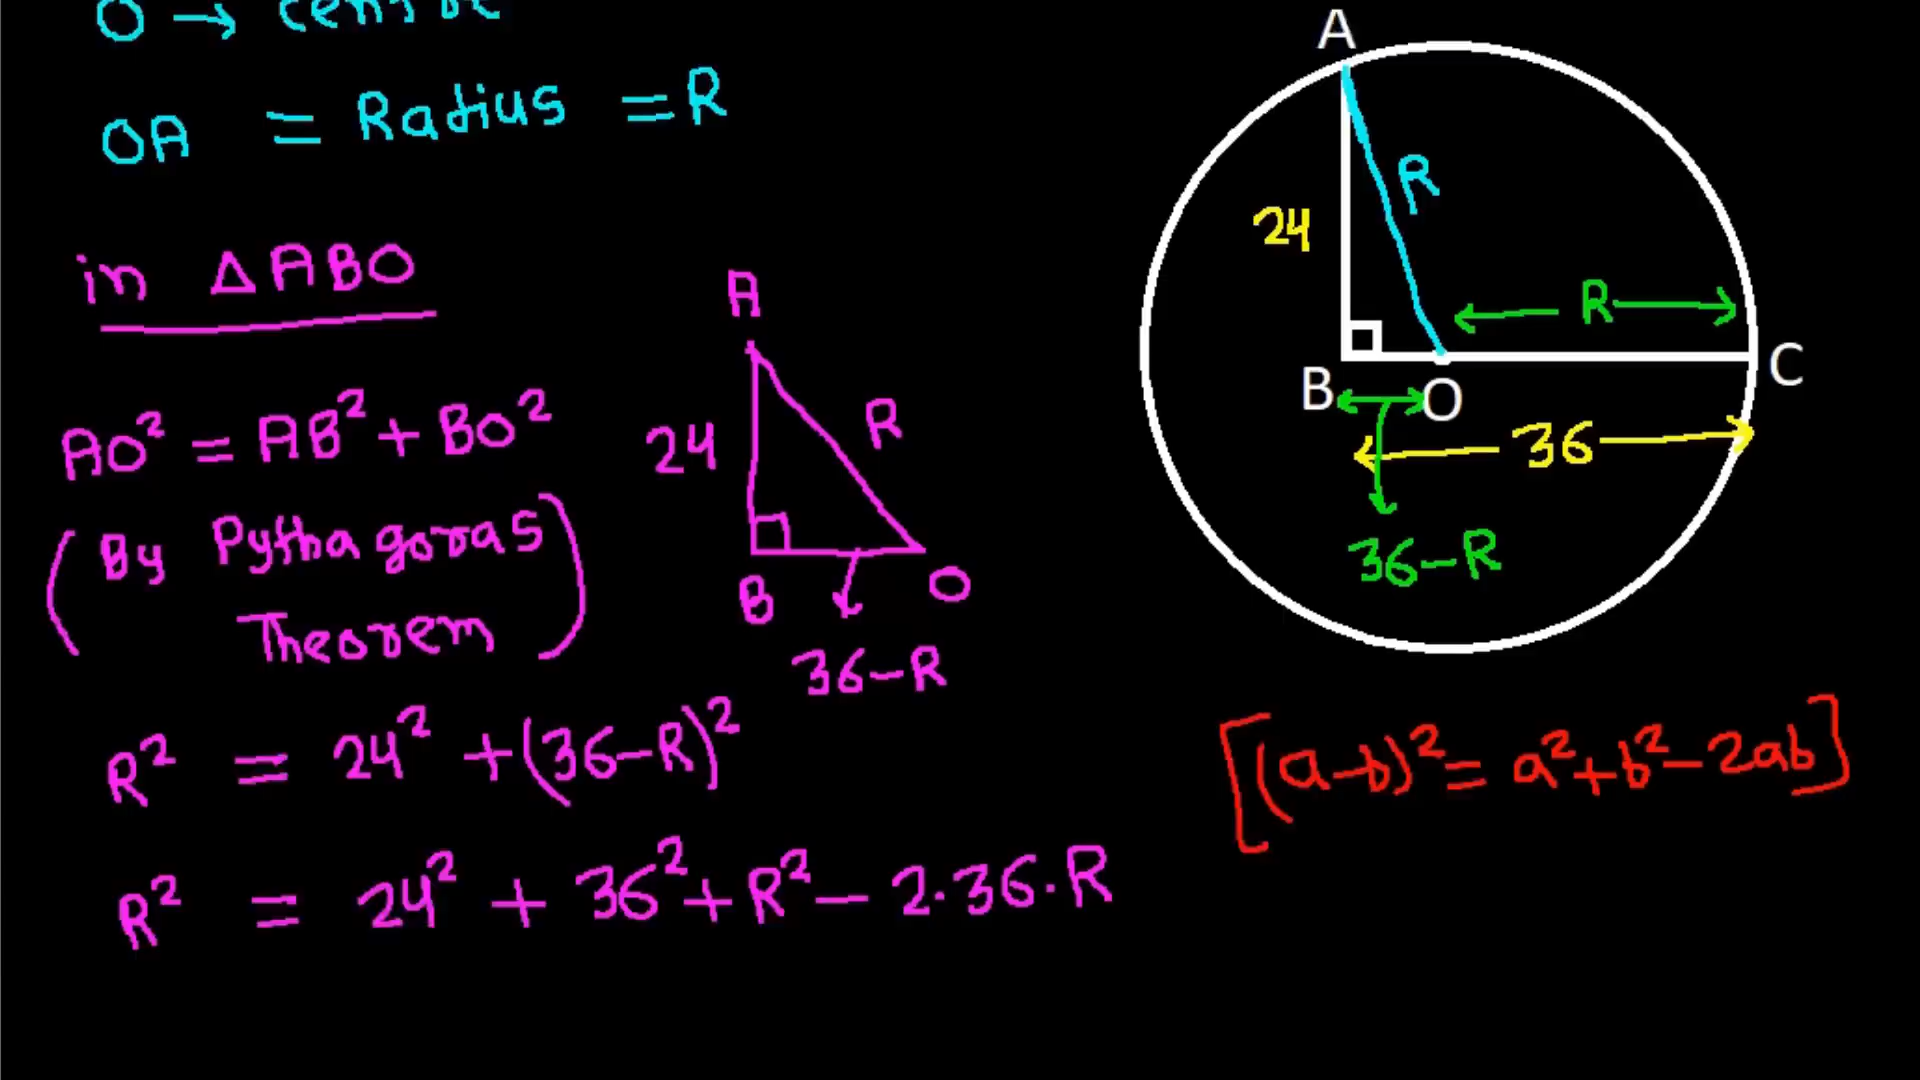 O → centre
OA = Radius = R
in △ABO
AO² = AB² + BO²
(By Pythagoras
Theorem)
R² = 24² + (36-R)²
R² = 24² + 36² + R² - 2·36·R
A
24
R
B
O
36-R
A
24
R
R
B
O
C
36
36-R
[(a-b)² = a² + b² - 2ab]